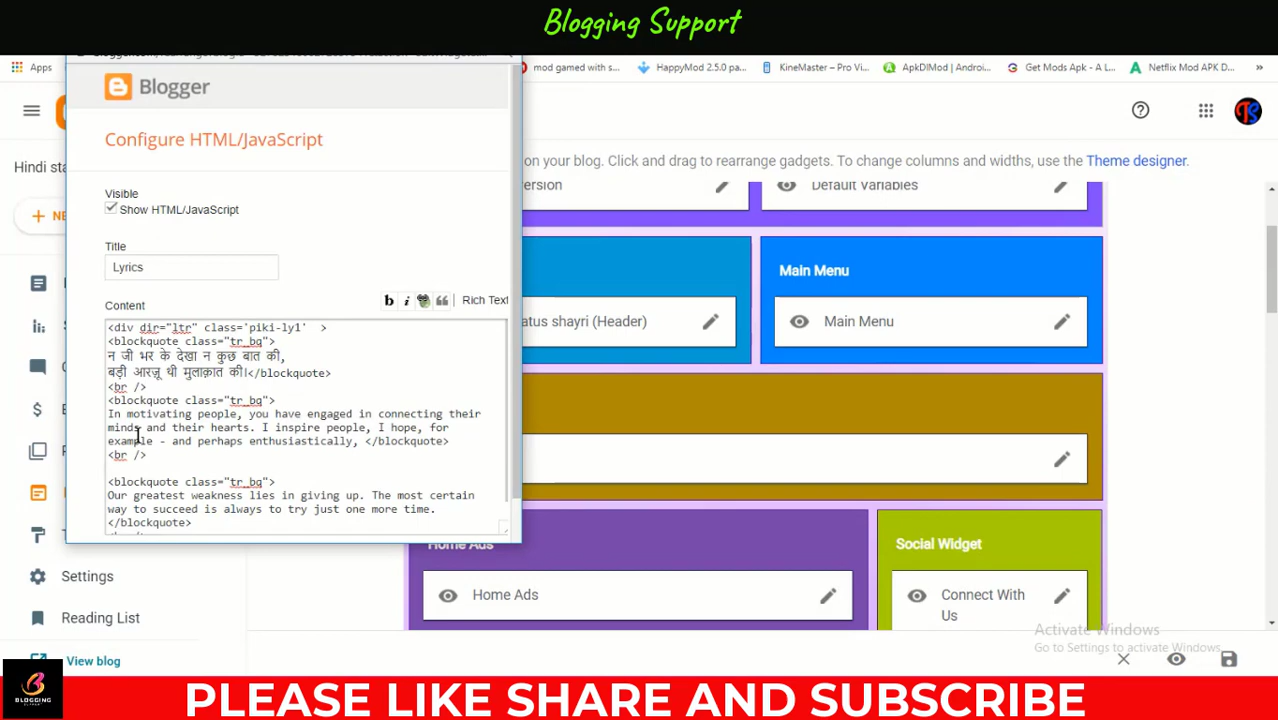 Blogging Support
Apps
mod gamed with s...
HappyMod 2.5.0 pa...
KineMaster – Pro Vi...
ApkDlMod | Androi...
Get Mods Apk - A L...
Netflix Mod APK D...
»
Blogger
Configure HTML/JavaScript
Visible
Show HTML/JavaScript
Title
Lyrics
Content
b i Rich Text
<div dir="ltr" class='piki-ly1' >
<blockquote class="tr_bq">
न जी भर के देखा न कुछ बात की,
बड़ी आरज़ू थी मुलाक़ात की।</blockquote>
<br />
<blockquote class="tr_bq">
In motivating people, you have engaged in connecting their
minds and their hearts. I inspire people, I hope, for
example - and perhaps enthusiastically, </blockquote>
<br />
<blockquote class="tr_bq">
Our greatest weakness lies in giving up. The most certain
way to succeed is always to try just one more time.
</blockquote>
Hindi sta
NE
Settings
Reading List
View blog
on your blog. Click and drag to rearrange gadgets. To change columns and widths, use the Theme designer.
ersion
Default Variables
atus shayri (Header)
Main Menu
Main Menu
Home Ads
Home Ads
Social Widget
Connect With
Us
Activate Windows
Go to Settings to activate Windows.
BLOGGING
PLEASE LIKE SHARE AND SUBSCRIBE